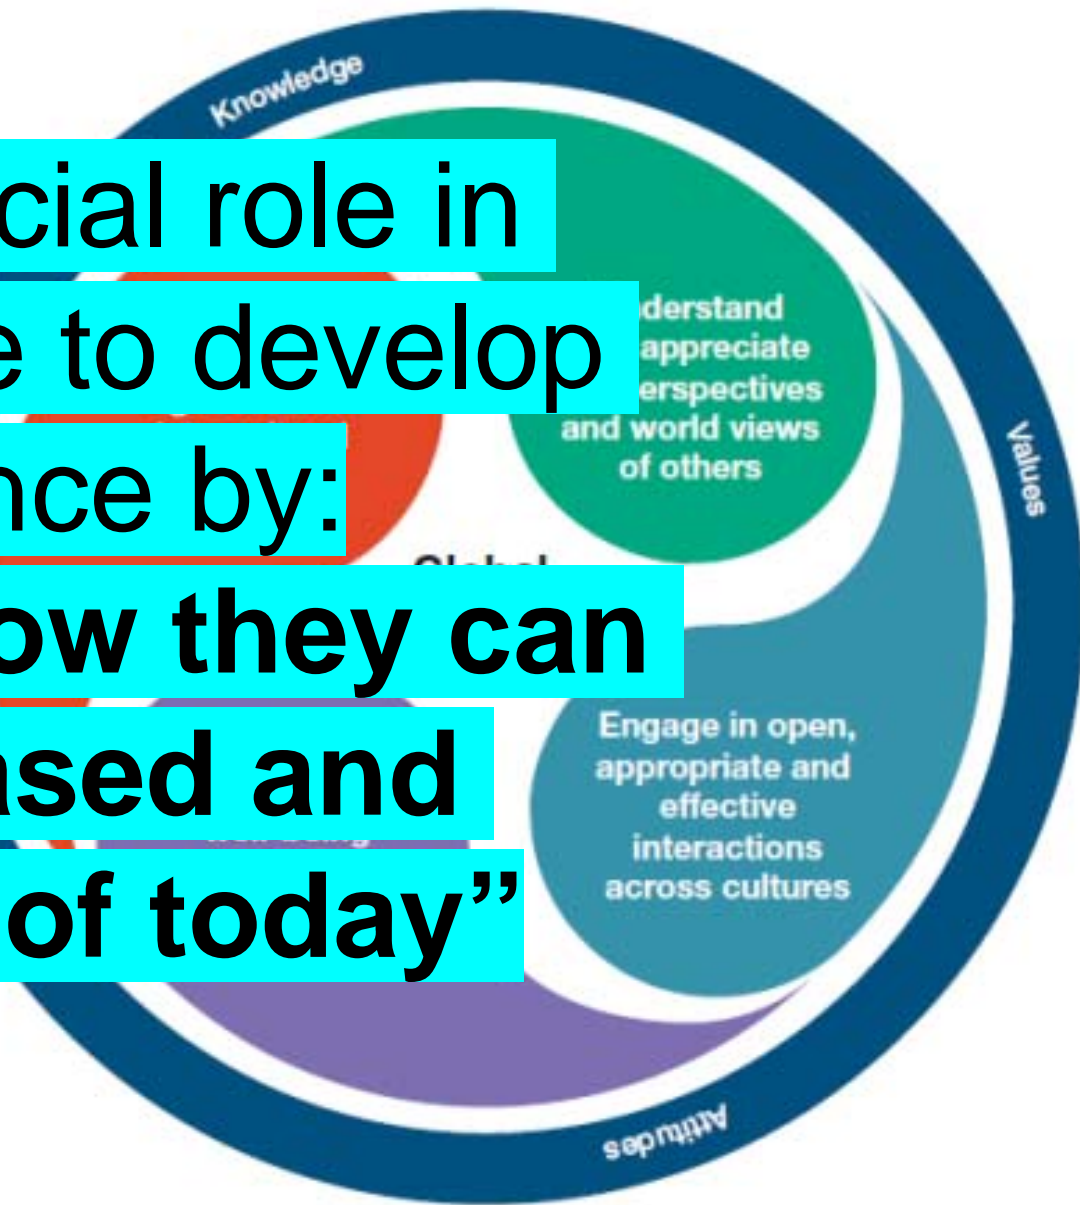 Knowledge
cial role in
e to develop
nce by:
ow they can
ased and
of today”
derstand
appreciate
erspectives
and world views
of others
Values
Engage in open,
appropriate and
effective
interactions
across cultures
Attitudes